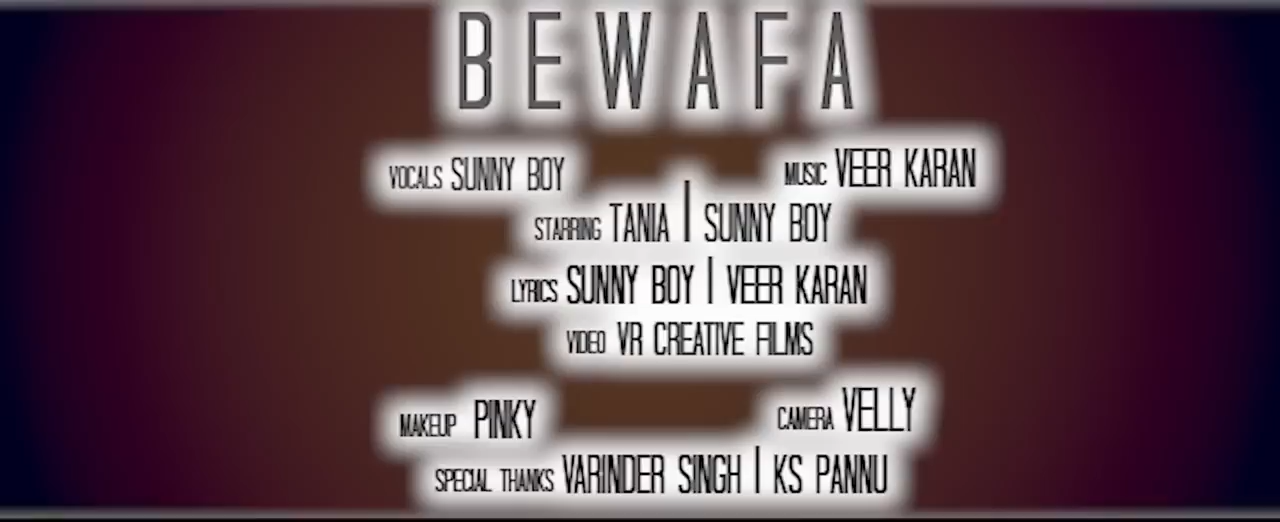 BEWAFA
VOCALS SUNNY BOY MUSIC VEER KARAN
STARRING TANIA | SUNNY BOY
LYRICS SUNNY BOY | VEER KARAN
VIDEO VR CREATIVE FILMS
MAKEUP PINKY CAMERA VELLY
SPECIAL THANKS VARINDER SINGH | KS PANNU